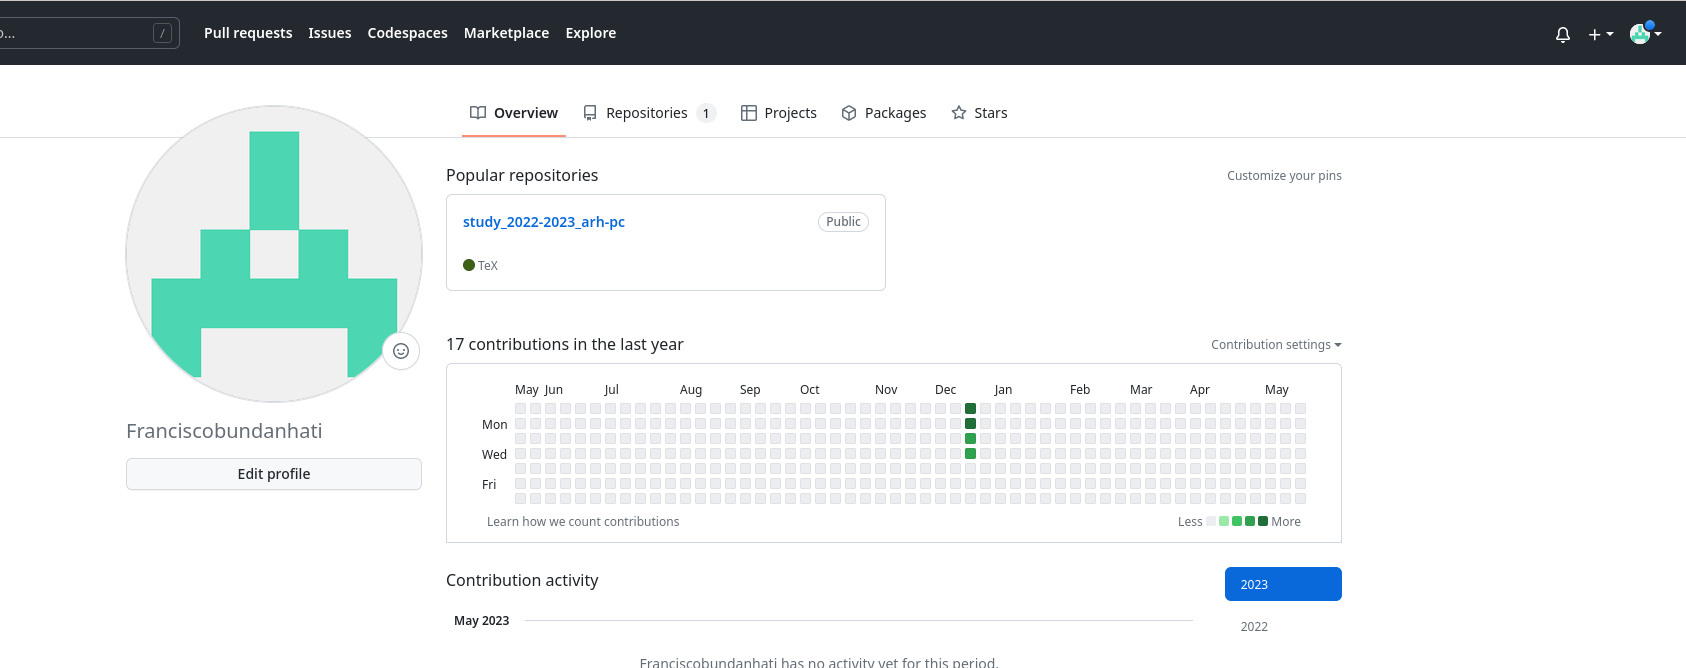 o... /
Pull requests Issues Codespaces Marketplace Explore
Overview Repositories 1 Projects Packages Stars
Popular repositories Customize your pins
study_2022-2023_arh-pc Public
TeX
17 contributions in the last year Contribution settings
May Jun Jul Aug Sep Oct Nov Dec Jan Feb Mar Apr May
Mon
Wed
Fri
Learn how we count contributions Less More
Franciscobundanhati
Edit profile
Contribution activity
2023
May 2023
2022
Franciscobundanhati has no activity yet for this period.